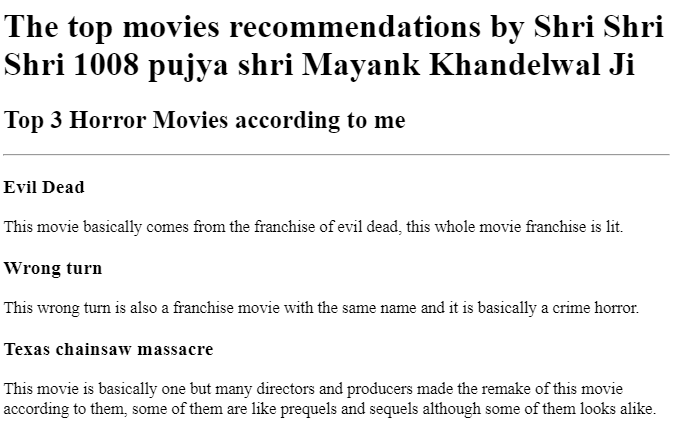 The top movies recommendations by Shri Shri
Shri 1008 pujya shri Mayank Khandelwal Ji
Top 3 Horror Movies according to me
Evil Dead
This movie basically comes from the franchise of evil dead, this whole movie franchise is lit.
Wrong turn
This wrong turn is also a franchise movie with the same name and it is basically a crime horror.
Texas chainsaw massacre
This movie is basically one but many directors and producers made the remake of this movie
according to them, some of them are like prequels and sequels although some of them looks alike.